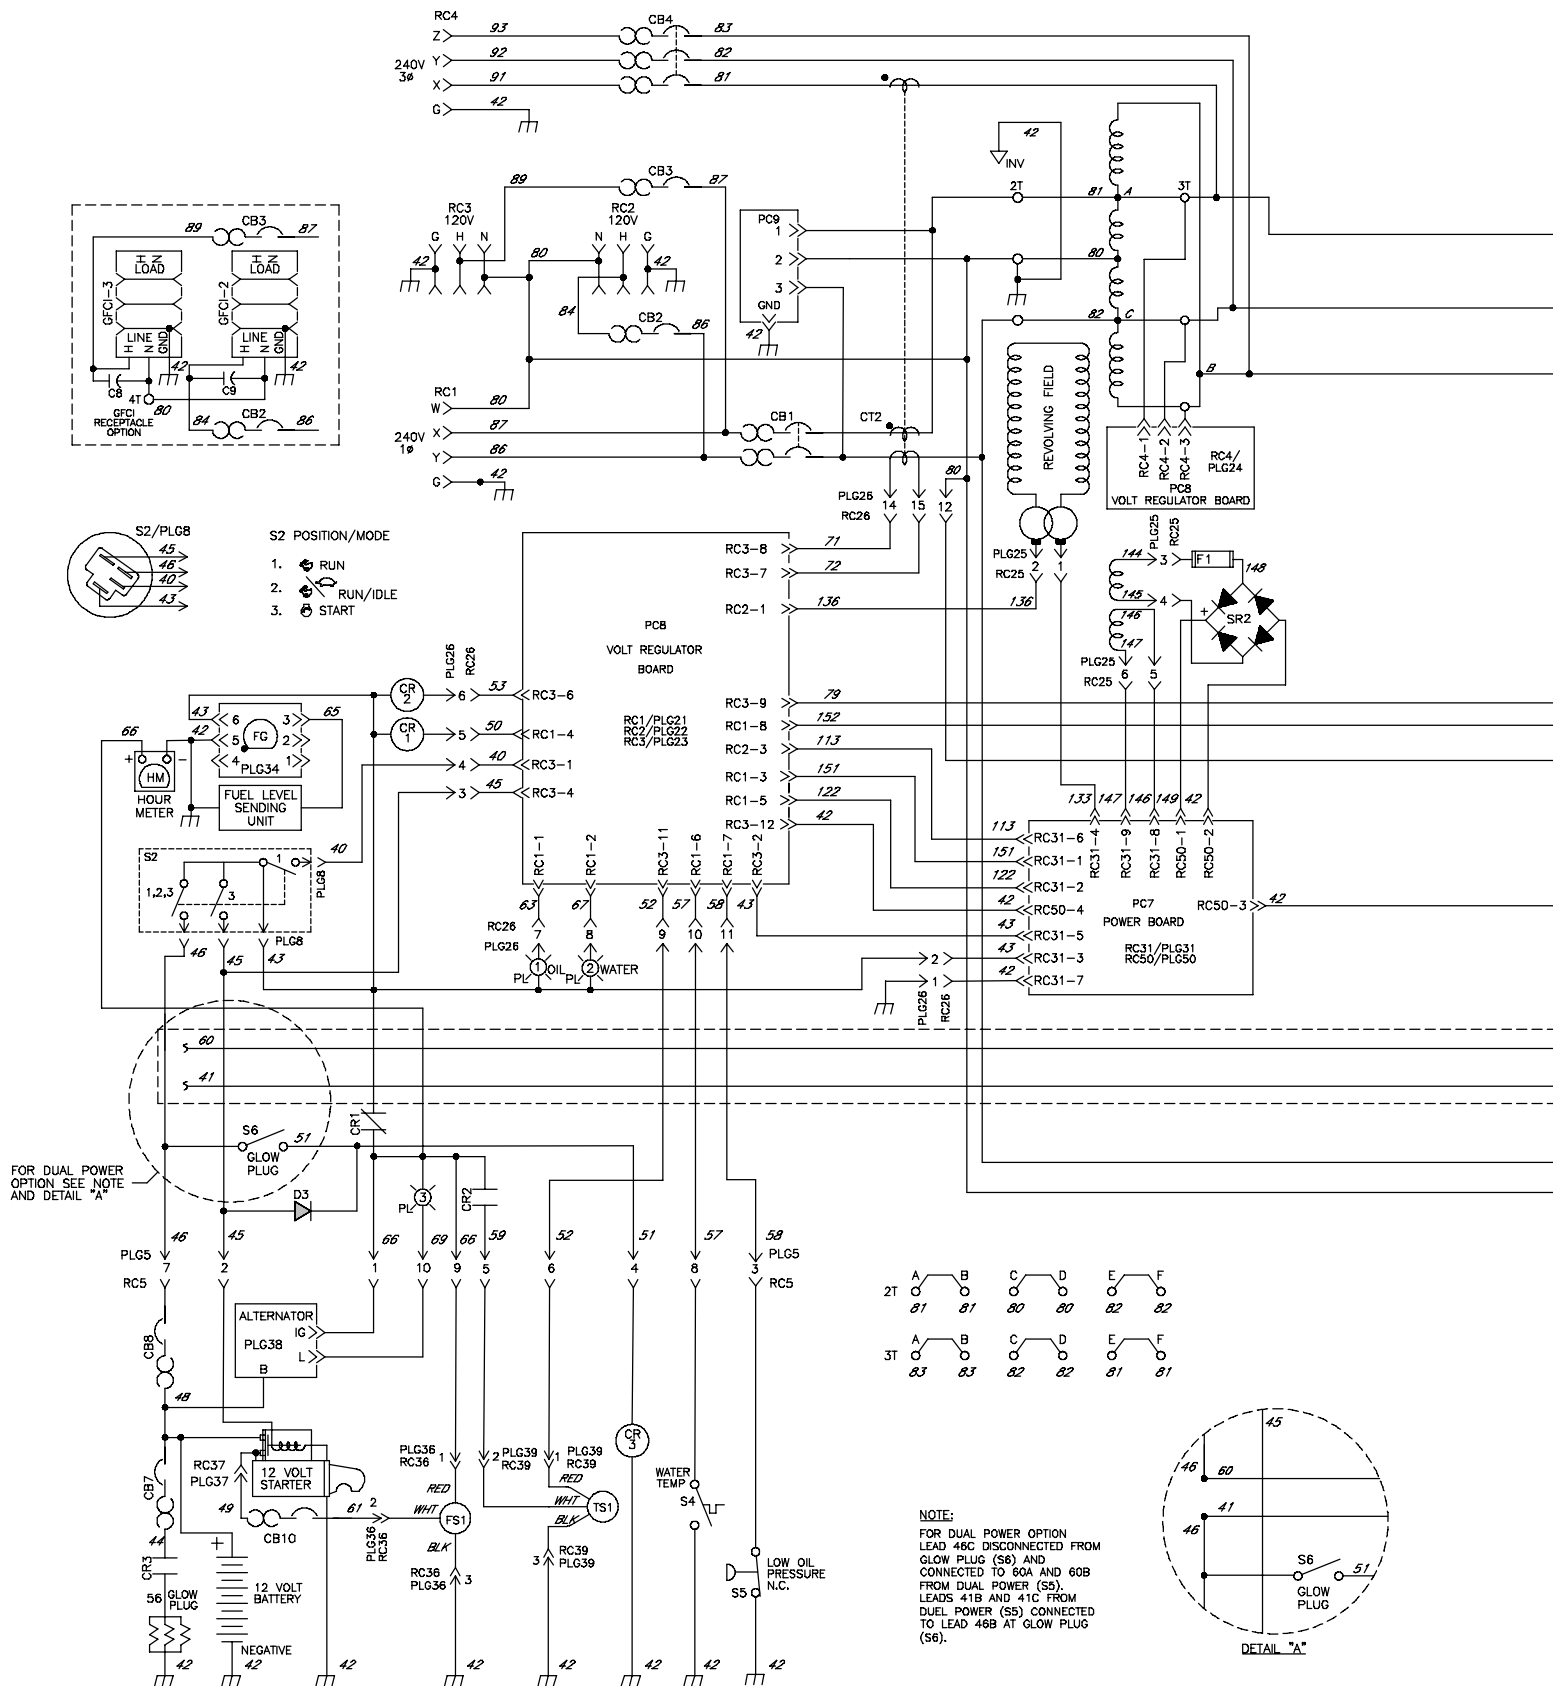 RC4
CB4
Z 93 83
240V
3ø
Y 92 82
X 91 81
G 42
42
INV
CB3
89 87
RC3
120V
RC2
120V
G H N
N H G
42
80
42
84
CB2
86
PC9
1
2
3
GND
42
2T
81 A
3T
80
82 C
B
CB3
89 87
H N
LOAD
H N
LOAD
GFCI-3
GFCI-2
LINE
H N GND
LINE
H N GND
42
42
C8
C9
4T
80
GFCI
RECEPTACLE
OPTION
84
CB2
86
RC1
W 80
X 87
240V
1ø
Y 86
G 42
CB1
CT2
REVOLVING FIELD
80
RC4-1
RC4-2
RC4-3
RC4/
PLG24
PC8
VOLT REGULATOR BOARD
PLG26
RC26
14 15 12
S2/PLG8
45
46
40
43
S2 POSITION/MODE
1. RUN
2. RUN/IDLE
3. START
PC8
VOLT REGULATOR
BOARD
RC1/PLG21
RC2/PLG22
RC3/PLG23
RC3-8 71
RC3-7 72
RC2-1 136
136
PLG25
RC25
2 1
PLG25
RC25
144 3
F1
148
145 4
146
147
SR2
+
PLG25
RC25
6 5
PLG26
RC26
CR
2
6 53 RC3-6
CR
1
5 50 RC1-4
4 40 RC3-1
3 45 RC3-4
RC3-9 79
RC1-8 152
RC2-3 113
RC1-3 151
RC1-5 122
RC3-12 42
66
43
42
6
5
4
FG
3
2
1
65
PLG34
+ -
HM
HOUR
METER
FUEL LEVEL
SENDING
UNIT
S2
1
40
PLG8
1,2,3
3
PLG8
46 45 43
RC1-1
RC1-2
RC3-11
RC1-6
RC1-7
RC3-2
63 67 52 57 58 43
RC26
PLG26
7 8 9 10 11
PL 1 OIL
PL 2 WATER
133 147 146 149 42
RC31-4
RC31-9
RC31-8
RC50-1
RC50-2
113 RC31-6
151 RC31-1
122 RC31-2
42 RC50-4
43 RC31-5
43 RC31-3
42 RC31-7
2
1
PLG26
RC26
PC7
POWER BOARD
RC31/PLG31
RC50/PLG50
RC50-3 42
60
41
CR1
S6
51
GLOW
PLUG
FOR DUAL POWER
OPTION SEE NOTE
AND DETAIL "A"
D3
PL 3
CR2
46 45 66 69 66 59 52 51 57 58
PLG5
7 2 1 10 9 5 6 4 8 3
PLG5
RC5
RC5
ALTERNATOR
IG
PLG38
L
B
CB8
48
CB7
RC37
PLG37
12 VOLT
STARTER
49
CB10
61
2
PLG36
RC36
PLG36
RC36
1
RED
WHT
FS1
BLK
RC36
PLG36
3
2
PLG39
RC39
1
PLG39
RC39
RED
WHT
TS1
BLK
RC39
PLG39
3
CR
3
WATER
TEMP
S4
LOW OIL
PRESSURE
N.C.
S5
44
CR3
56
GLOW
PLUG
+
12 VOLT
BATTERY
NEGATIVE
42 42 42 42 42 42 42 42
2T
A B C D E F
81 81 80 80 82 82
3T
A B C D E F
83 83 82 82 81 81
NOTE:
FOR DUAL POWER OPTION
LEAD 46C DISCONNECTED FROM
GLOW PLUG (S6) AND
CONNECTED TO 60A AND 60B
FROM DUAL POWER (S5).
LEADS 41B AND 41C FROM
DUEL POWER (S5) CONNECTED
TO LEAD 46B AT GLOW PLUG
(S6).
45
46
60
41
46
S6
51
GLOW
PLUG
DETAIL "A"